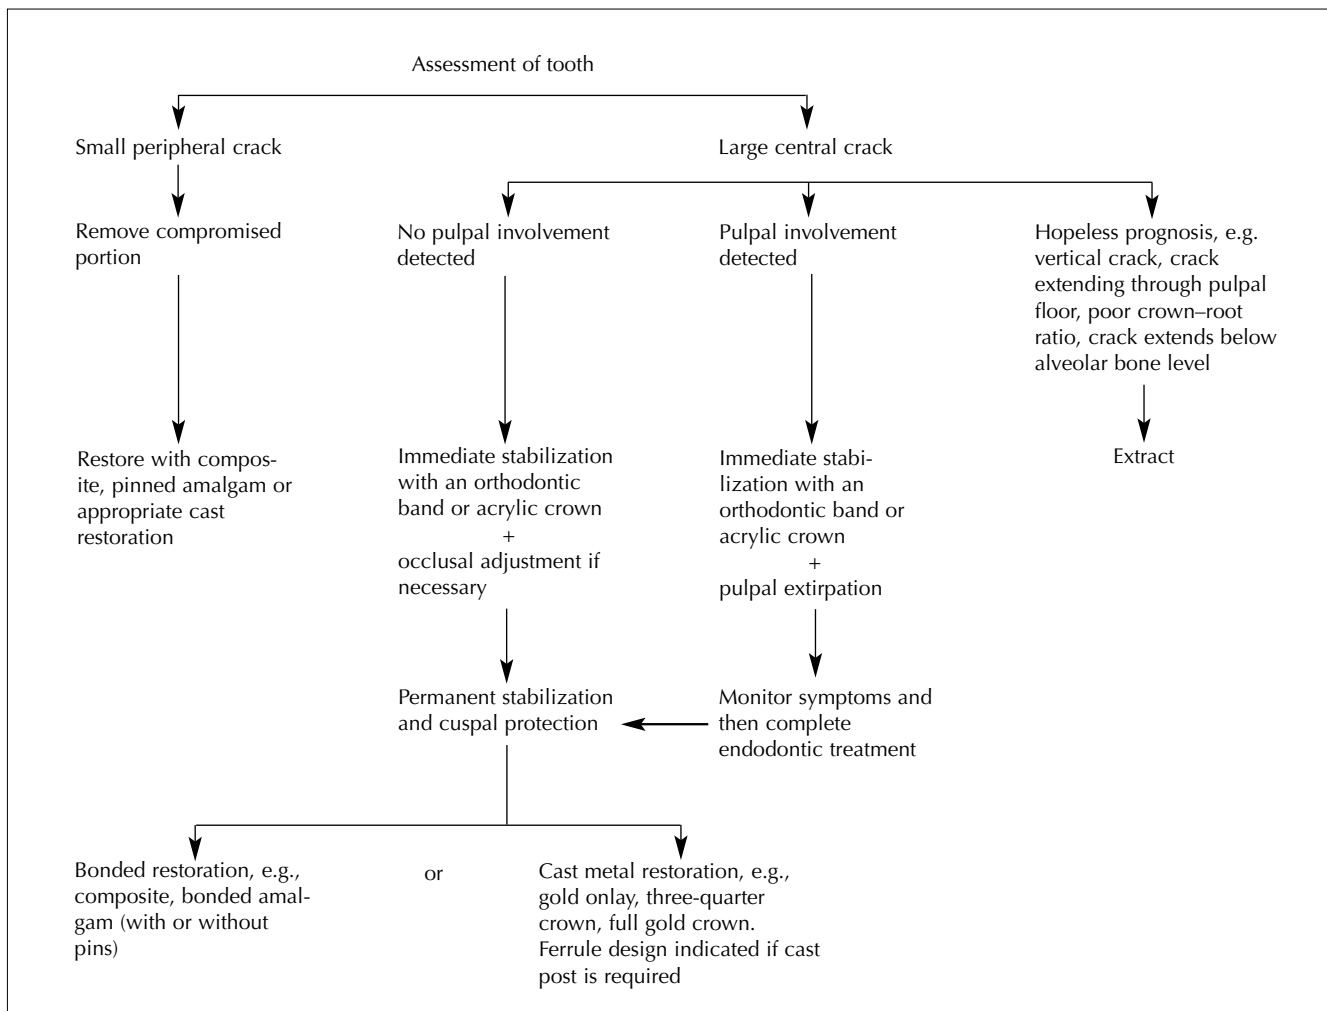 Assessment of tooth
Small peripheral crack
Large central crack
Remove compromised
portion
No pulpal involvement
detected
Pulpal involvement
detected
Hopeless prognosis, e.g.
vertical crack, crack
extending through pulpal
floor, poor crown–root
ratio, crack extends below
alveolar bone level
Restore with compos-
ite, pinned amalgam or
appropriate cast
restoration
Immediate stabilization
with an orthodontic
band or acrylic crown
+
occlusal adjustment if
necessary
Immediate stabi-
lization with an
orthodontic band or
acrylic crown
+
pulpal extirpation
Extract
Permanent stabilization
and cuspal protection
Monitor symptoms and
then complete
endodontic treatment
Bonded restoration, e.g.,
composite, bonded amal-
gam (with or without
pins)
or
Cast metal restoration, e.g.,
gold onlay, three-quarter
crown, full gold crown.
Ferrule design indicated if cast
post is required